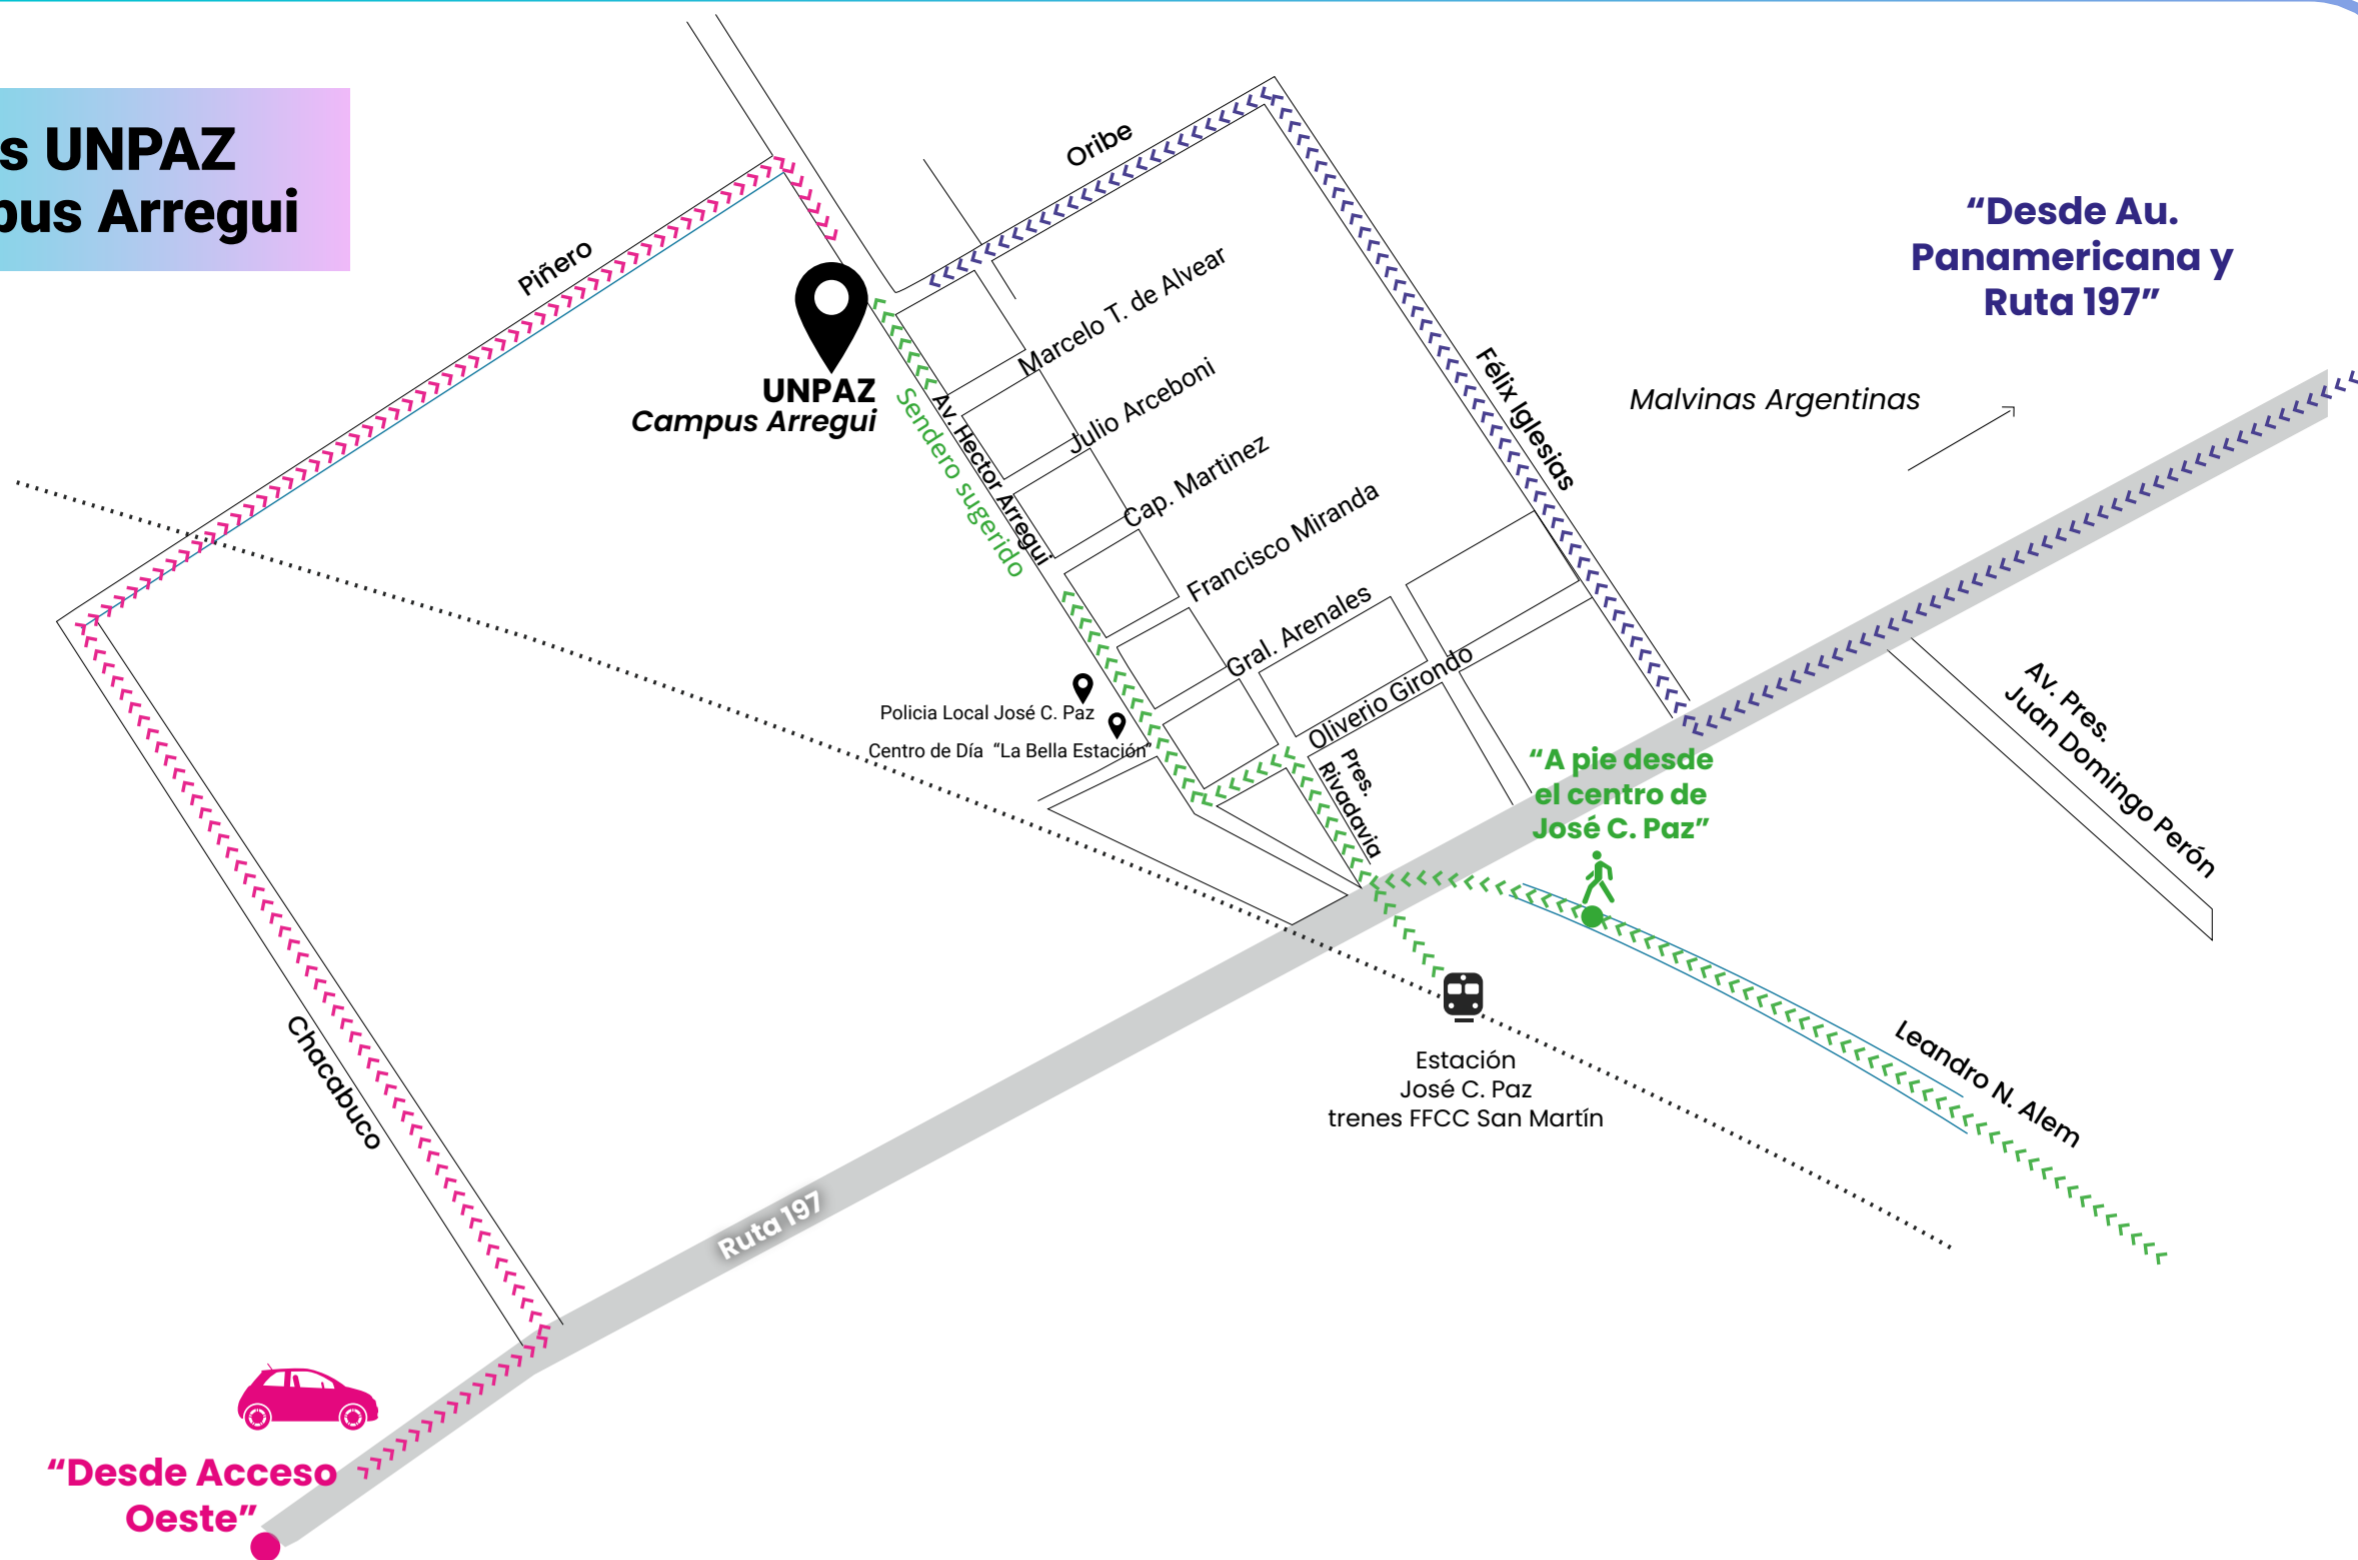 s UNPAZ
pus Arregui
Oribe
Piñero
“Desde Au.
Panamericana y
Ruta 197”
Marcelo T. de Alvear
Julio Arceboni
Cap. Martinez
Francisco Miranda
Gral. Arenales
Oliverio Girondo
Félix Iglesias
Malvinas Argentinas
UNPAZ
Campus Arregui
Av. Hector Arregui
Sendero sugerido
Policia Local José C. Paz
Centro de Día “La Bella Estación”
Pres.
Rivadavia
“A pie desde
el centro de
José C. Paz”
Av. Pres.
Juan Domingo Perón
Estación
José C. Paz
trenes FFCC San Martín
Leandro N. Alem
Chacabuco
Ruta 197
“Desde Acceso
Oeste”